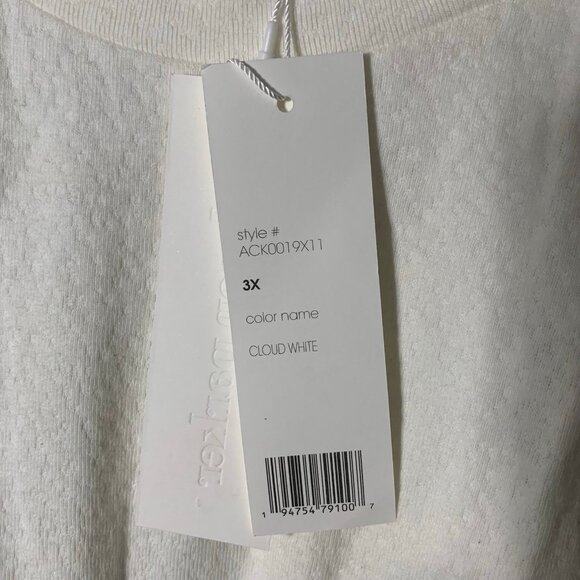 style #
ACK0019X11
3X
color name
CLOUD WHITE
1 94754 79100 7